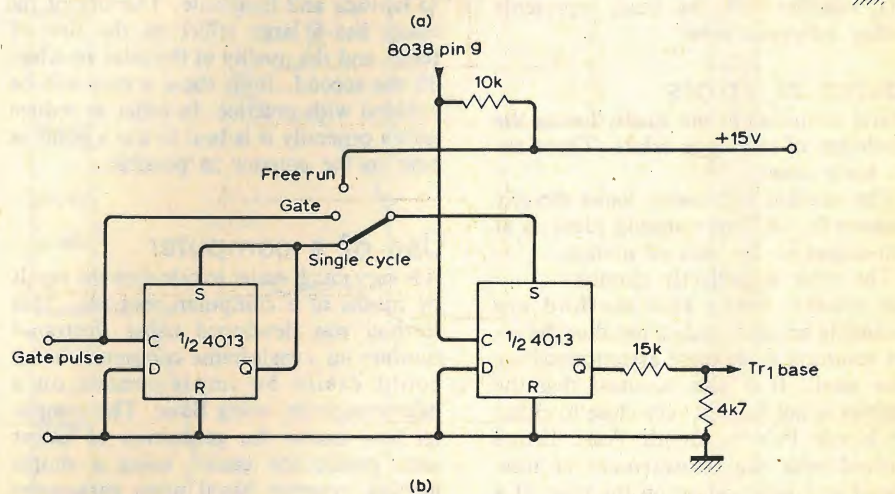 (a)
8038 pin 9
10k
+15V
Free run
Gate
Single cycle
S
S
C
1/2 4013
C
1/2 4013
Gate pulse
D
Q
D
Q̅
15k
Tr1 base
R
R
4k7
(b)